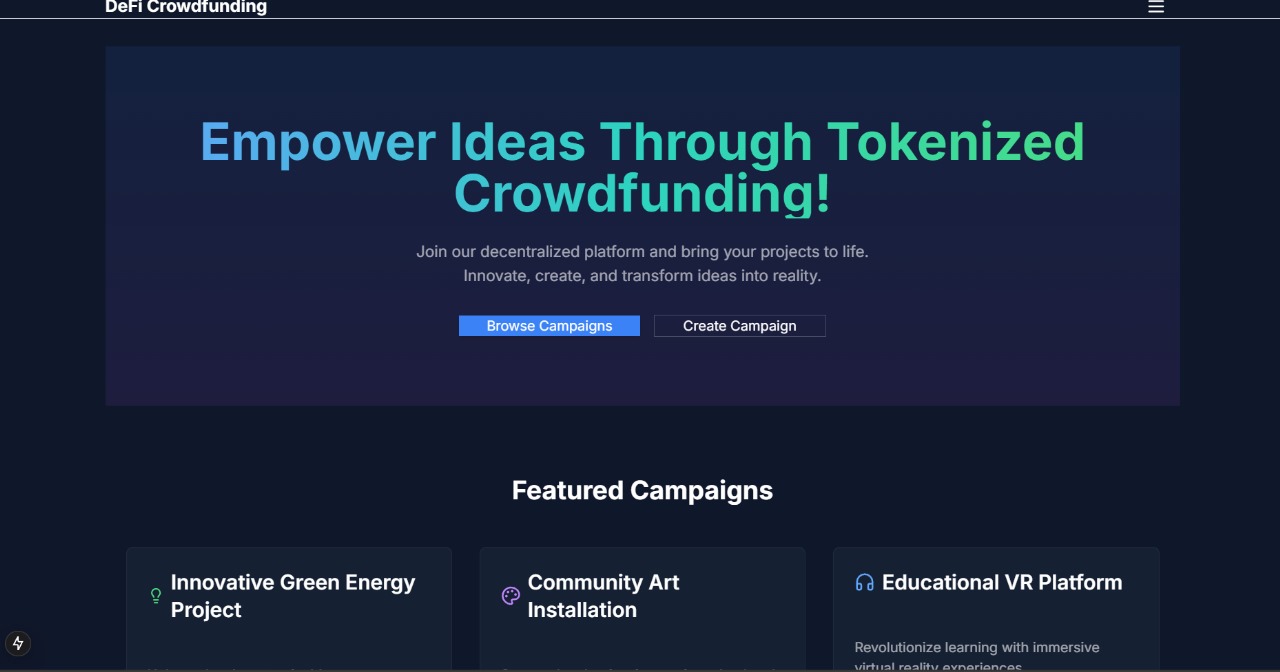 DeFi Crowdfunding
Empower Ideas Through Tokenized
Crowdfunding!
Join our decentralized platform and bring your projects to life.
Innovate, create, and transform ideas into reality.
Browse Campaigns
Create Campaign
Featured Campaigns
Innovative Green Energy
Project
Community Art
Installation
Educational VR Platform
Revolutionize learning with immersive
virtual reality experiences